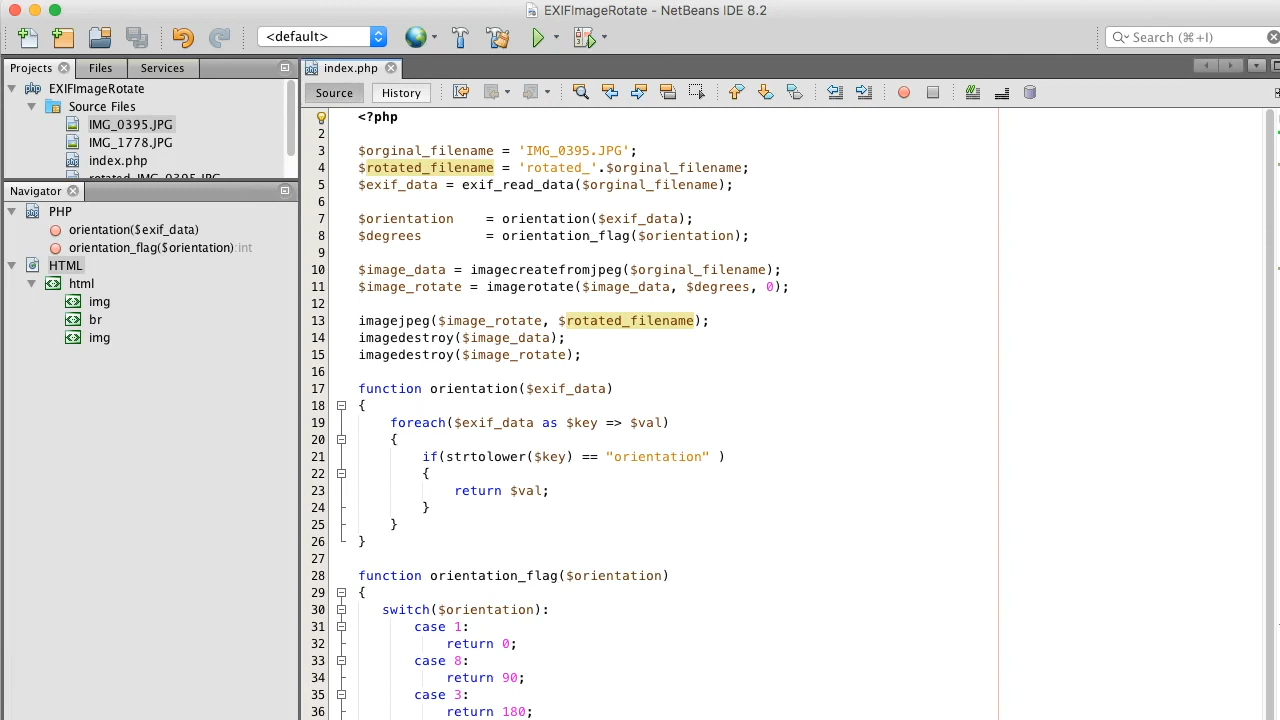 EXIFImageRotate - NetBeans IDE 8.2
<default>
Search (⌘+I)
Projects Files Services
EXIFImageRotate
Source Files
IMG_0395.JPG
IMG_1778.JPG
index.php
rotated_IMG_0395.JPG
Navigator
PHP
orientation($exif_data)
orientation_flag($orientation):int
HTML
html
img
br
img
index.php
Source History
1 <?php
2
3 $orginal_filename = 'IMG_0395.JPG';
4 $rotated_filename = 'rotated_'.$orginal_filename;
5 $exif_data = exif_read_data($orginal_filename);
6
7 $orientation    = orientation($exif_data);
8 $degrees        = orientation_flag($orientation);
9
10 $image_data = imagecreatefromjpeg($orginal_filename);
11 $image_rotate = imagerotate($image_data, $degrees, 0);
12
13 imagejpeg($image_rotate, $rotated_filename);
14 imagedestroy($image_data);
15 imagedestroy($image_rotate);
16
17 function orientation($exif_data)
18 {
19     foreach($exif_data as $key => $val)
20     {
21         if(strtolower($key) == "orientation" )
22         {
23             return $val;
24         }
25     }
26 }
27
28 function orientation_flag($orientation)
29 {
30    switch($orientation):
31        case 1:
32            return 0;
33        case 8:
34            return 90;
35        case 3:
36            return 180;